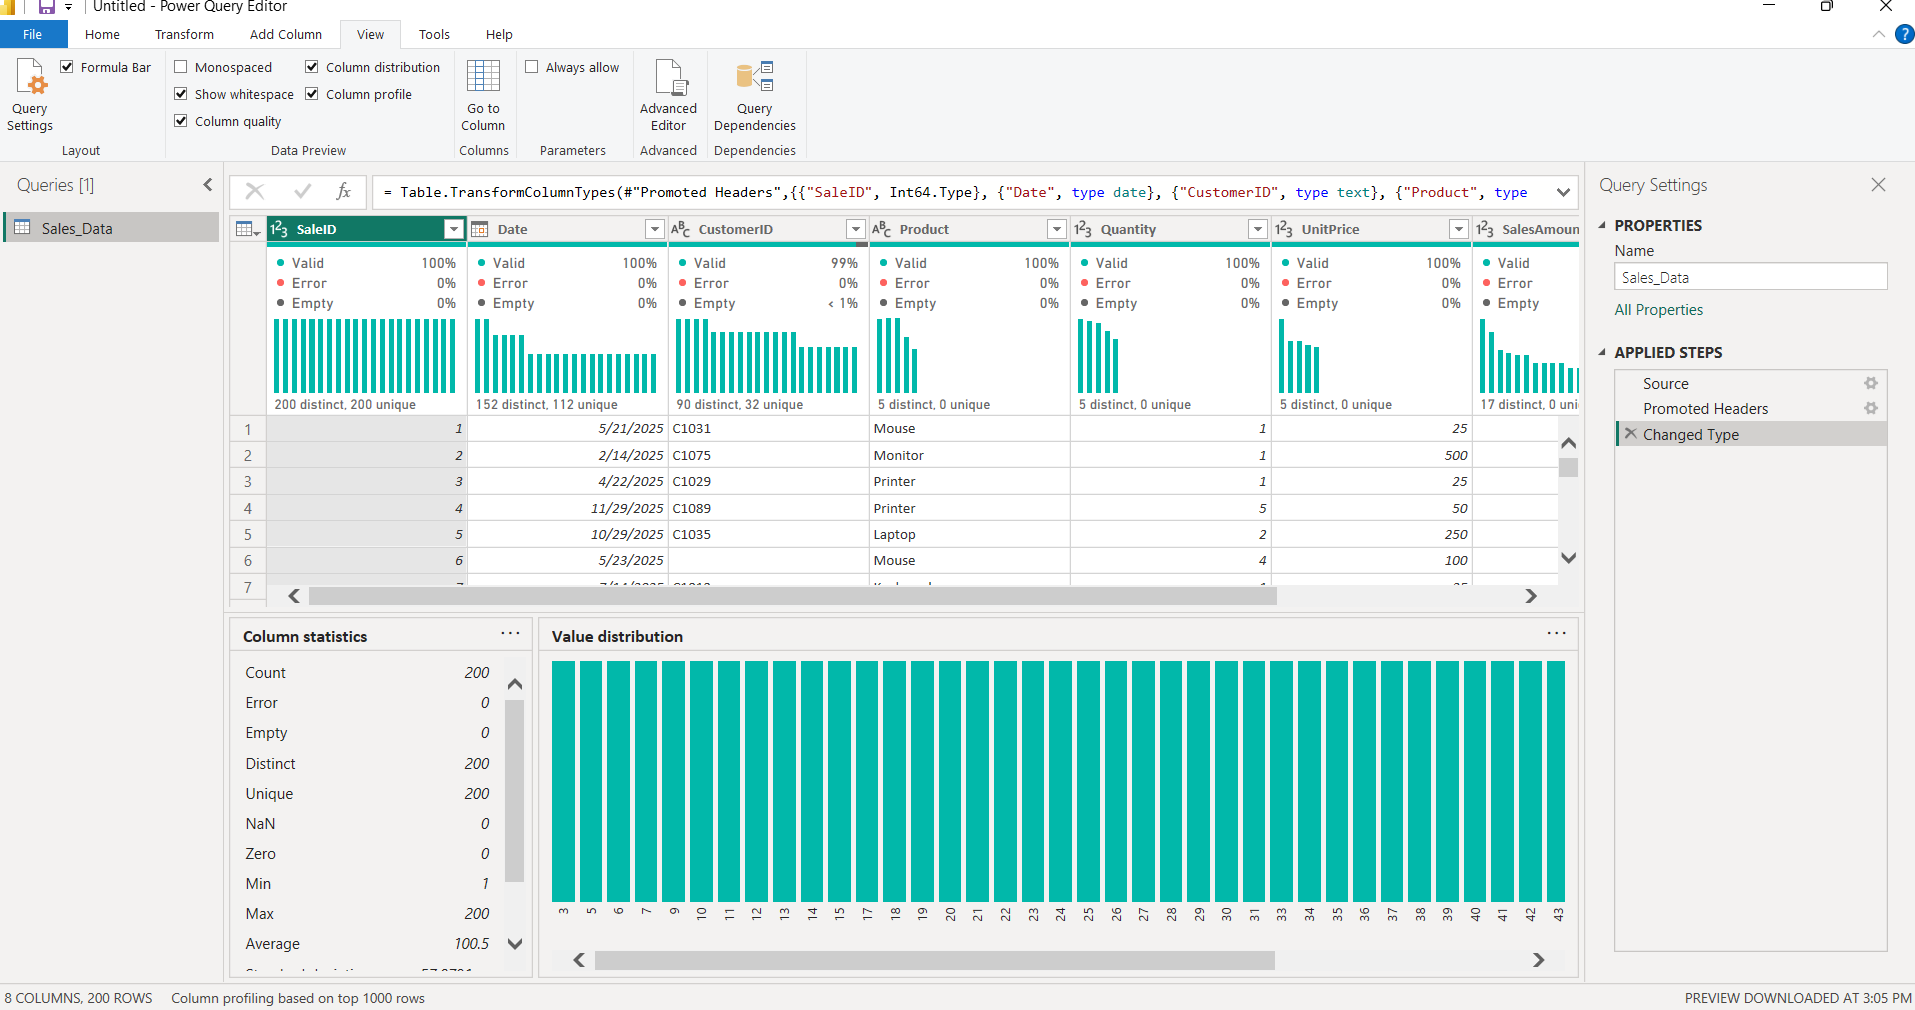 Untitled - Power Query Editor
File Home Transform Add Column View Tools Help
Query Settings
Formula Bar
Layout
Monospaced
Show whitespace
Column quality
Column distribution
Column profile
Data Preview
Go to Column
Columns
Always allow
Parameters
Advanced Editor
Advanced
Query Dependencies
Dependencies
Queries [1]
Sales_Data
fx
= Table.TransformColumnTypes(#"Promoted Headers",{{"SaleID", Int64.Type}, {"Date", type date}, {"CustomerID", type text}, {"Product", type
123 SaleID Date ABC CustomerID ABC Product 123 Quantity 123 UnitPrice 123 SalesAmoun
Valid 100% Valid 100% Valid 99% Valid 100% Valid 100% Valid 100% Valid
Error 0% Error 0% Error 0% Error 0% Error 0% Error 0% Error
Empty 0% Empty 0% Empty < 1% Empty 0% Empty 0% Empty 0% Empty
200 distinct, 200 unique 152 distinct, 112 unique 90 distinct, 32 unique 5 distinct, 0 unique 5 distinct, 0 unique 5 distinct, 0 unique 17 distinct, 0 uni
1 1 5/21/2025 C1031 Mouse 1 25
2 2 2/14/2025 C1075 Monitor 1 500
3 3 4/22/2025 C1029 Printer 1 25
4 4 11/29/2025 C1089 Printer 5 50
5 5 10/29/2025 C1035 Laptop 2 250
6 6 5/23/2025 Mouse 4 100
7
Column statistics
Count 200
Error 0
Empty 0
Distinct 200
Unique 200
NaN 0
Zero 0
Min 1
Max 200
Average 100.5
Value distribution
3 5 6 7 9 10 11 12 13 14 15 17 18 19 20 21 22 23 24 25 26 27 28 29 30 31 33 34 35 36 37 38 39 40 41 42 43
Query Settings
PROPERTIES
Name
Sales_Data
All Properties
APPLIED STEPS
Source
Promoted Headers
Changed Type
8 COLUMNS, 200 ROWS Column profiling based on top 1000 rows
PREVIEW DOWNLOADED AT 3:05 PM